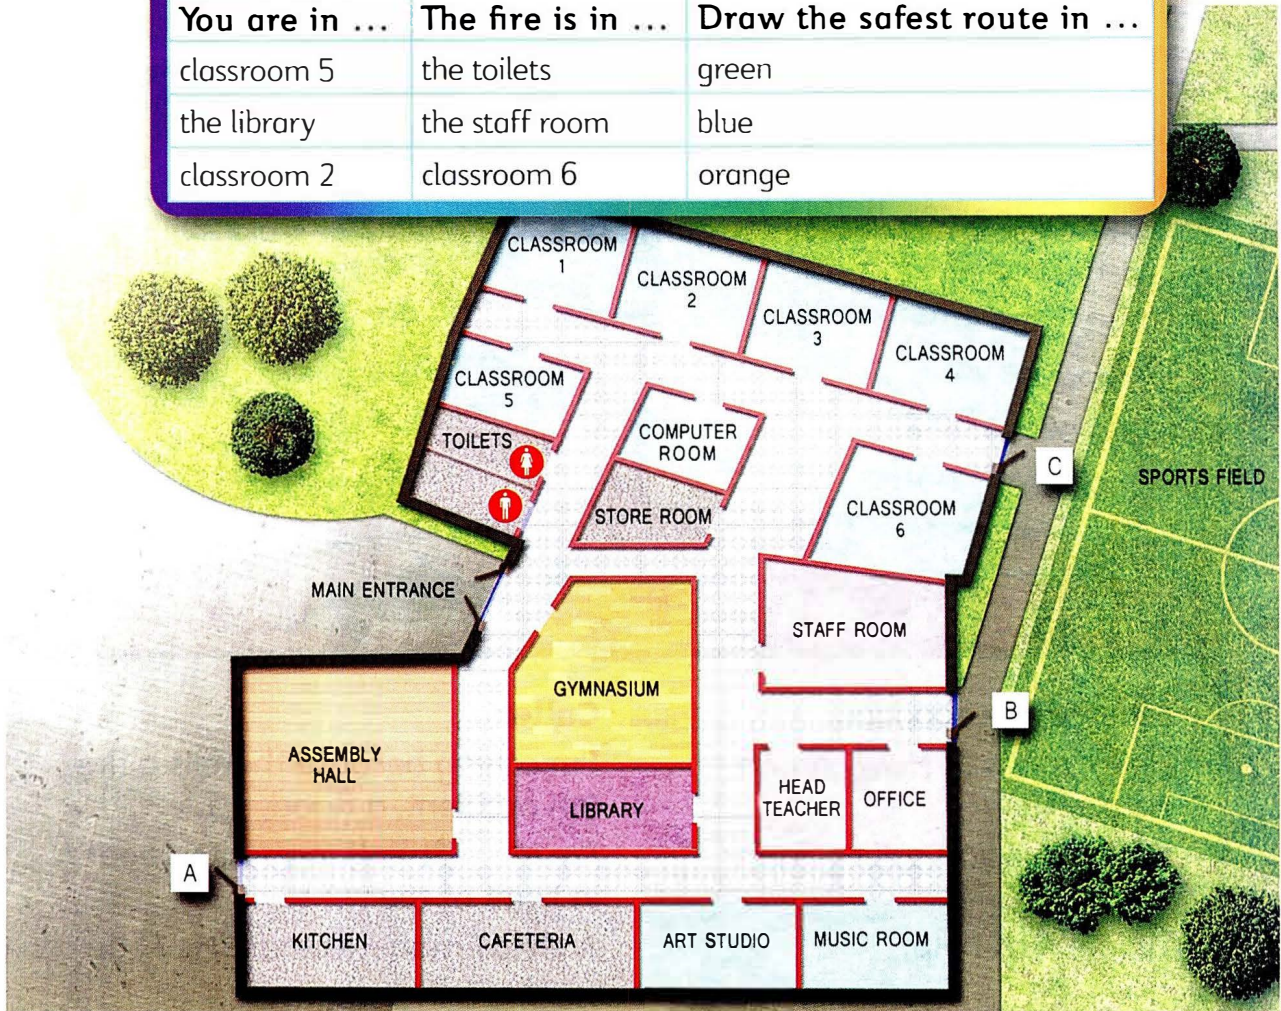 You are in ... The fire is in ... Draw the safest route in ...
classroom 5 the toilets green
the library the staff room blue
classroom 2 classroom 6 orange
CLASSROOM
1
CLASSROOM
2
CLASSROOM
3
CLASSROOM
4
CLASSROOM
5
TOILETS
COMPUTER
ROOM
C
SPORTS FIELD
STORE ROOM
CLASSROOM
6
MAIN ENTRANCE
STAFF ROOM
GYMNASIUM
B
ASSEMBLY
HALL
HEAD
TEACHER
OFFICE
LIBRARY
A
KITCHEN
CAFETERIA
ART STUDIO
MUSIC ROOM